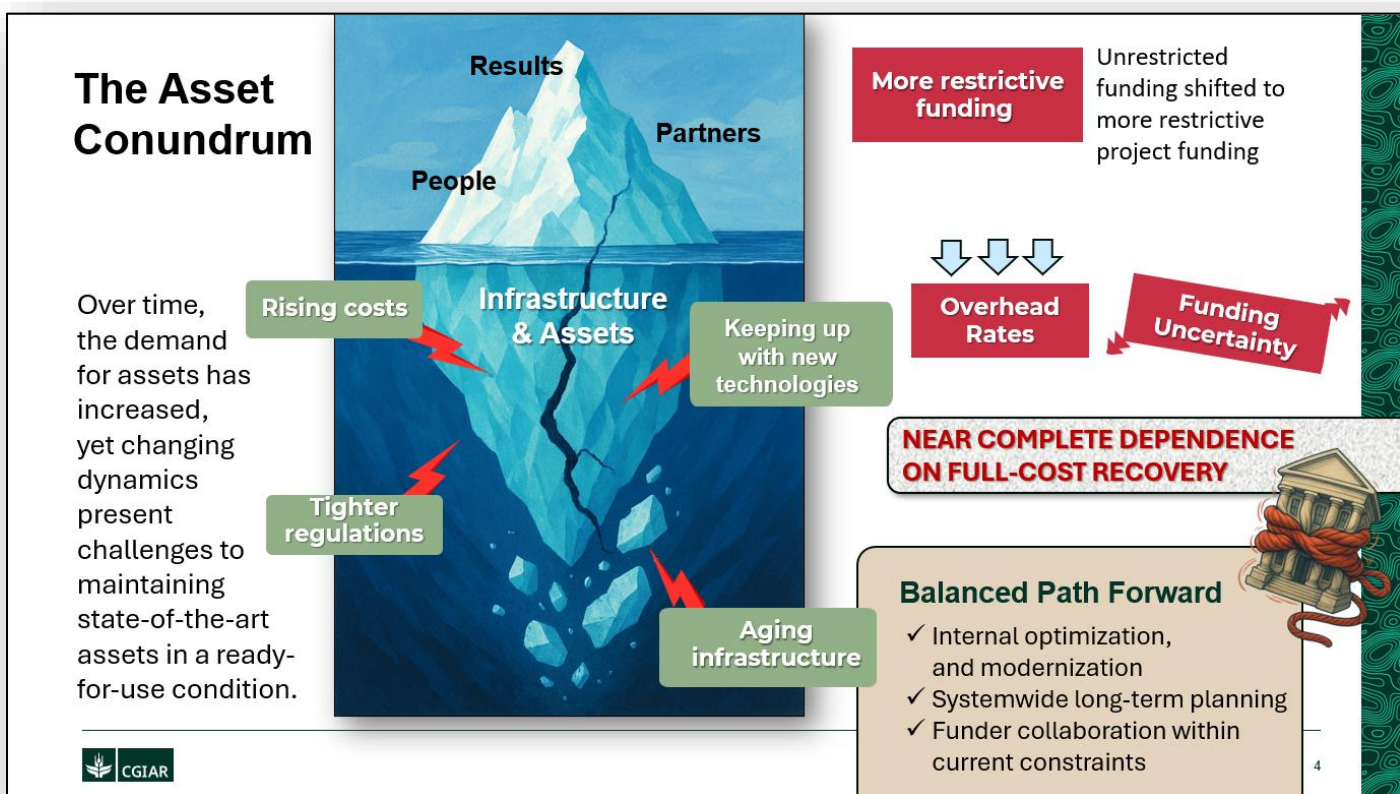 The Asset
Conundrum
Over time,
the demand
for assets has
increased,
yet changing
dynamics
present
challenges to
maintaining
state-of-the-art
assets in a ready-
for-use condition.
Results
Partners
People
Infrastructure
& Assets
Rising costs
Keeping up
with new
technologies
Tighter
regulations
Aging
infrastructure
More restrictive
funding
Unrestricted
funding shifted to
more restrictive
project funding
Overhead
Rates
Funding
Uncertainty
NEAR COMPLETE DEPENDENCE
ON FULL-COST RECOVERY
Balanced Path Forward
✓ Internal optimization,
and modernization
✓ Systemwide long-term planning
✓ Funder collaboration within
current constraints
CGIAR
4